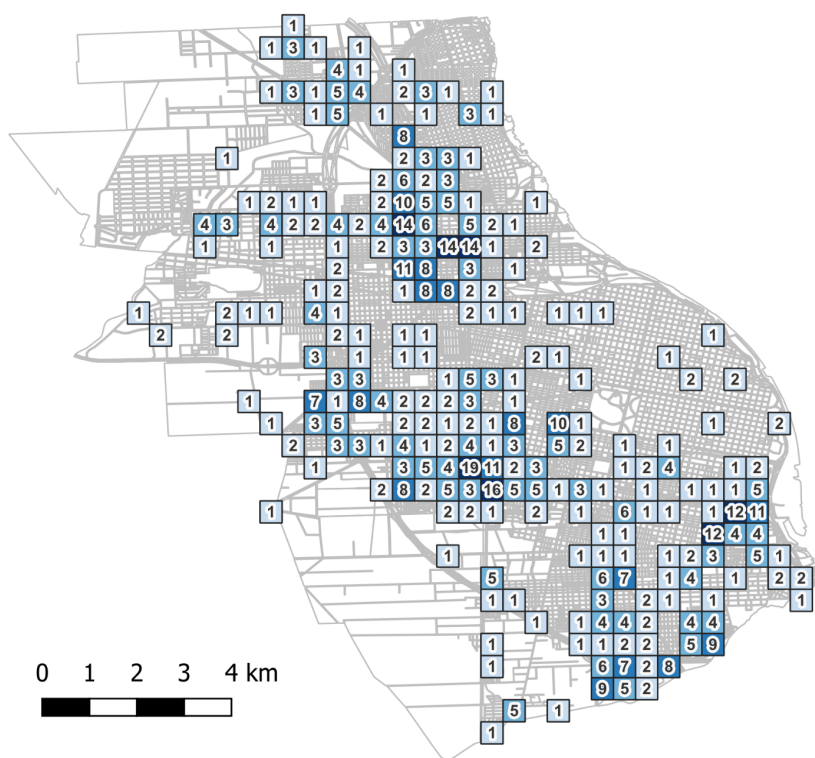 1
1 3 1 1
4 1 1
1 3 1 5 4 2 3 1 1
1 5 1 1 3 1
8
1 2 3 3 1
2 6 2 3
1 2 1 1 2 10 5 5 1 1
4 3 4 2 2 4 2 4 14 6 5 2 1
1 1 1 2 3 3 14 14 1 2
2 11 8 3 1
1 2 1 8 8 2 2
1 2 1 1 4 1 2 1 1 1 1 1
2 2 2 1 1 1 1
3 1 1 1 2 1 1
3 3 1 5 3 1 1 2 2
1 7 1 8 4 2 2 2 3 1
1 3 5 2 2 1 2 1 8 10 1 1 1
2 3 3 1 4 1 2 4 1 3 5 2 1 1
1 3 5 4 19 11 2 3 1 2 4 1 2
2 8 2 5 3 16 5 5 1 3 1 1 1 1 1 5
1 2 2 1 2 1 6 1 1 1 12 11
1 1 12 4 4
1 1 1 1 1 2 3 5 1
5 6 7 1 4 1 2 2
1 1 3 2 1 1 1
1 1 4 4 2 4 4
1 1 1 2 2 5 9
1 6 7 2 8
9 5 2
5 1
1
0 1 2 3 4 km